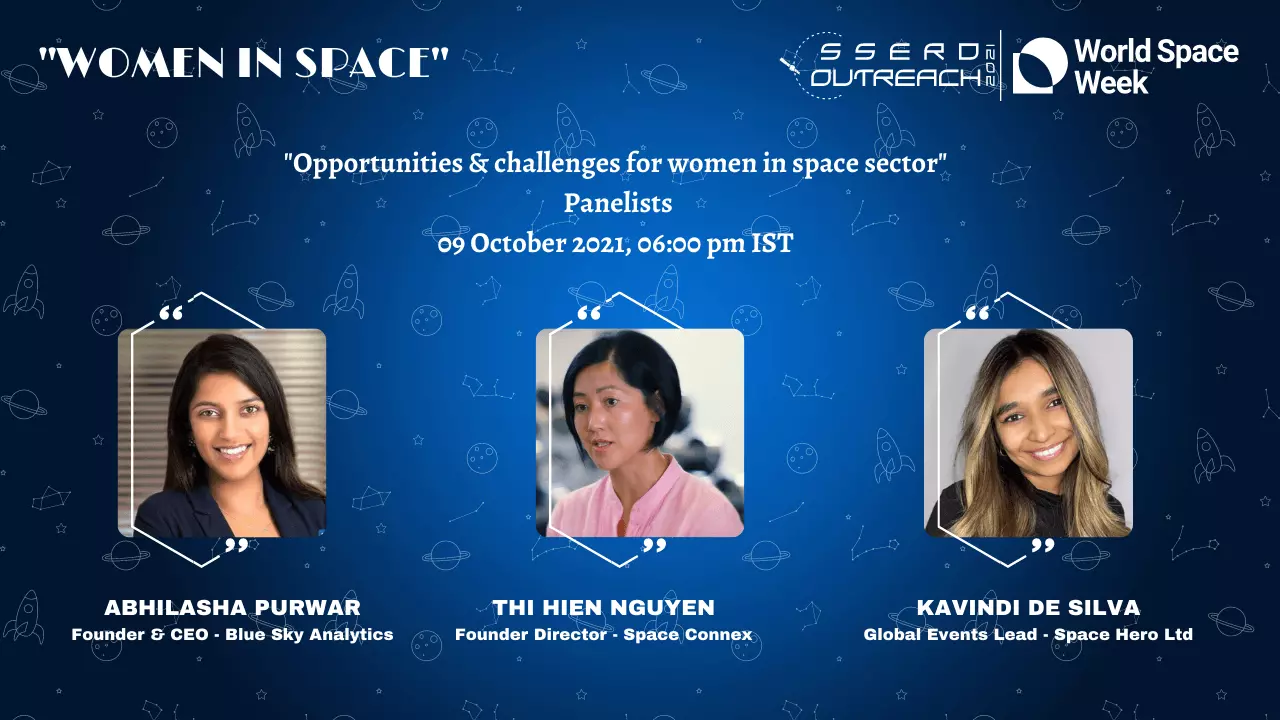 "WOMEN IN SPACE"
SSERD
OUTREACH 2021
World Space
Week
"Opportunities & challenges for women in space sector"
Panelists
09 October 2021, 06:00 pm IST
ABHILASHA PURWAR
Founder & CEO - Blue Sky Analytics
THI HIEN NGUYEN
Founder Director - Space Connex
KAVINDI DE SILVA
Global Events Lead - Space Hero Ltd